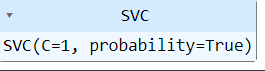 SVC
SVC(C=1, probability=True)